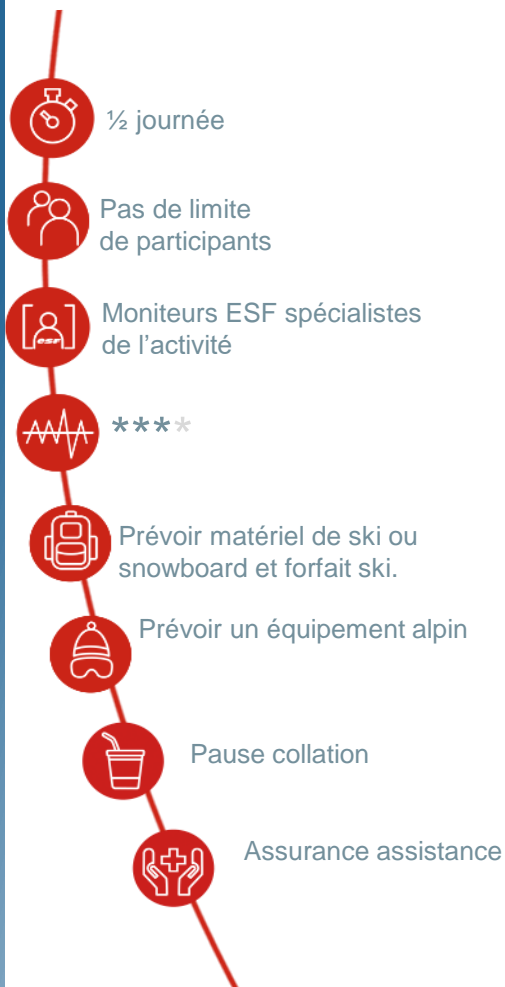 ½ journée
Pas de limite
de participants
Moniteurs ESF spécialistes
de l'activité
esf
****
Prévoir matériel de ski ou
snowboard et forfait ski.
Prévoir un équipement alpin
Pause collation
Assurance assistance